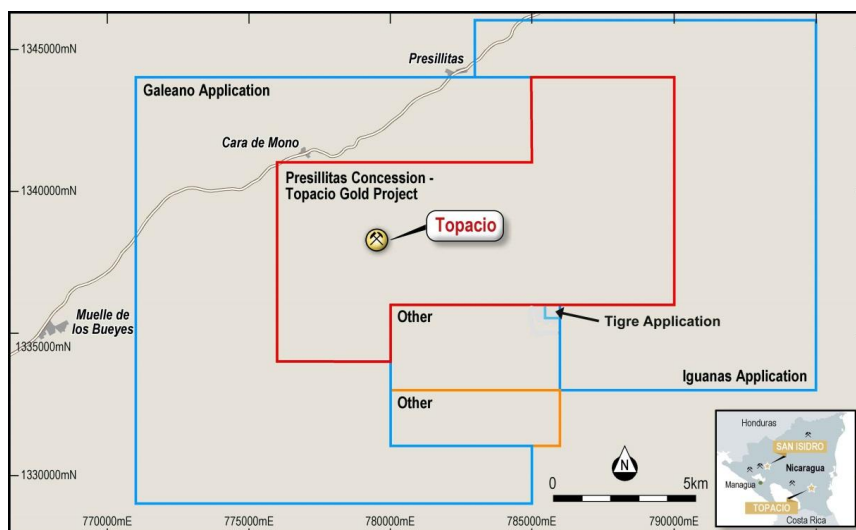 1345000mN
Presillitas
Galeano Application
Cara de Mono
1340000mN
Presillitas Concession -
Topacio Gold Project
Topacio
Muelle de
los Bueyes
1335000mN
Other
Tigre Application
Iguanas Application
Other
1330000mN
N
0
5km
770000mE
775000mE
780000mE
785000mE
790000mE
Honduras
SAN ISIDRO
Nicaragua
Managua
TOPACIO
Costa Rica